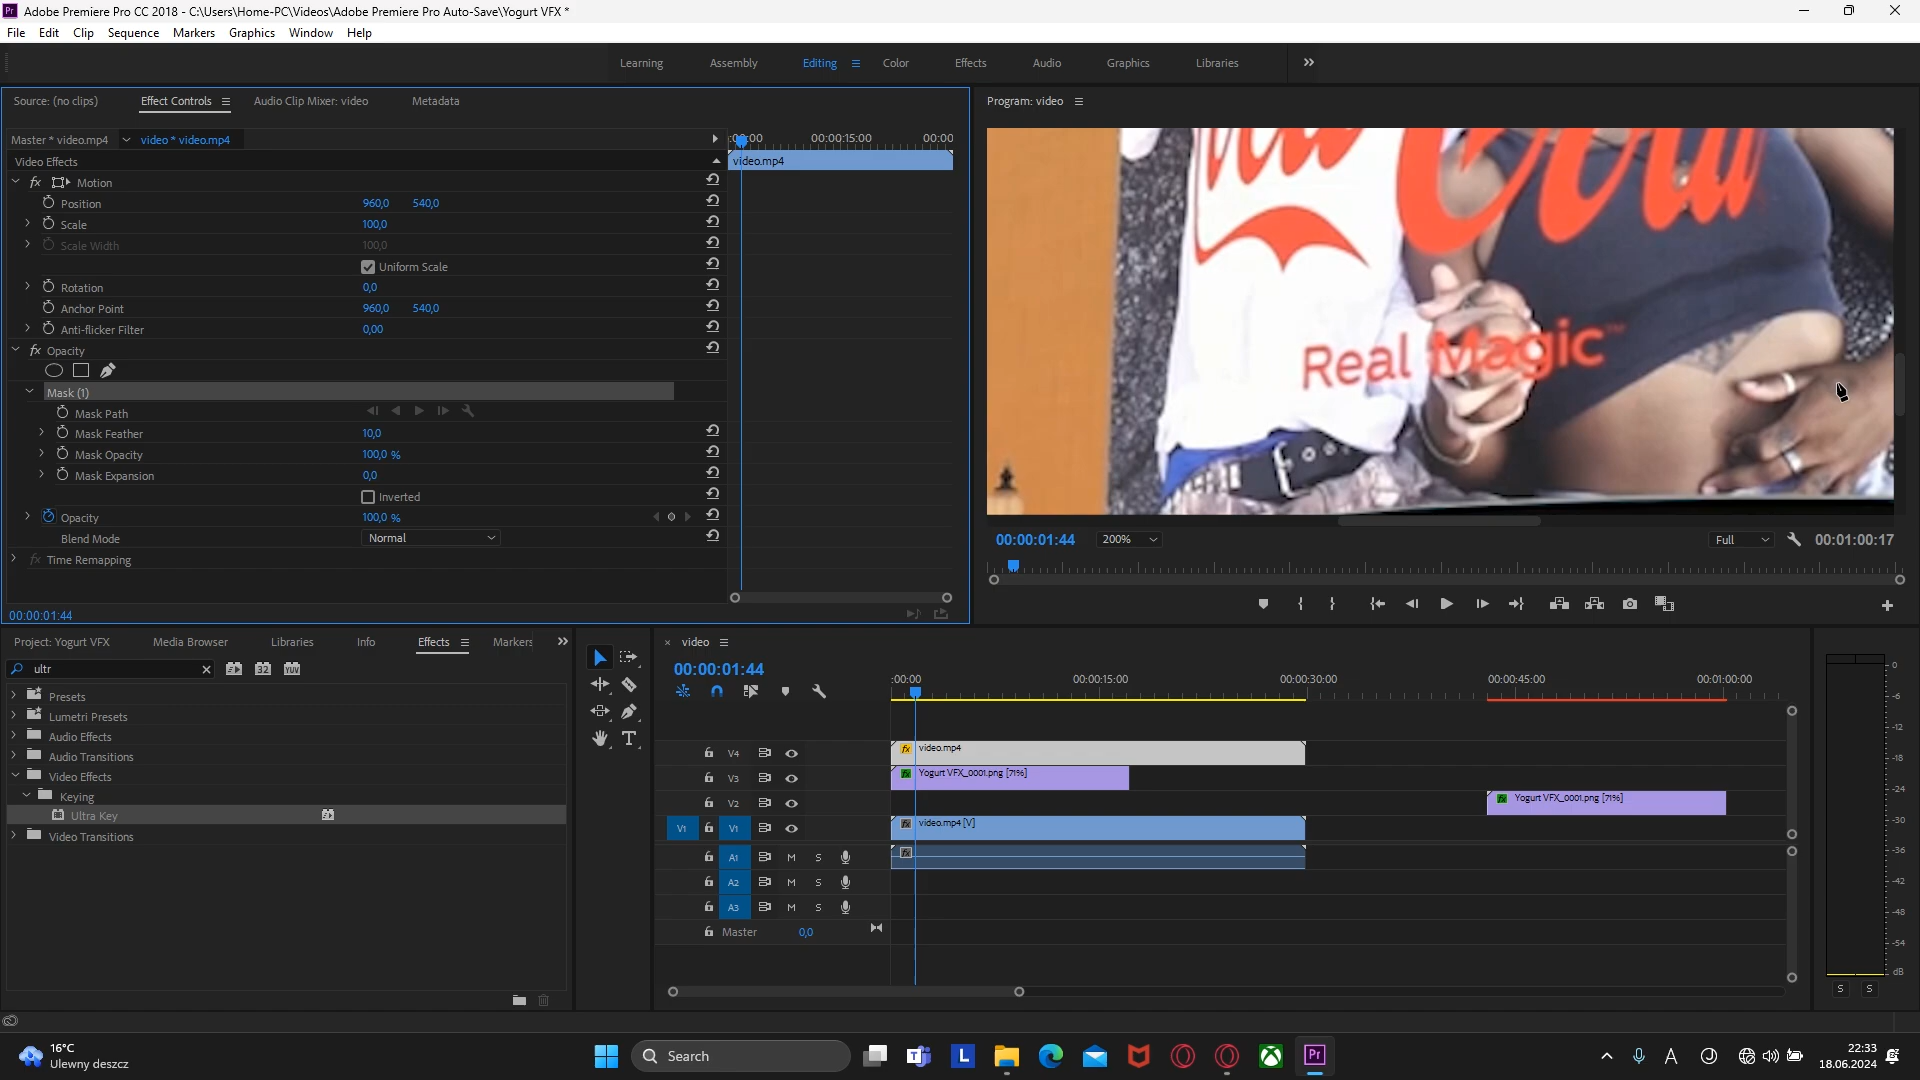 Adobe Premiere Pro CC 2018 - C:\Users\Home-PC\Videos\Adobe Premiere Pro Auto-Save\Yogurt VFX *
File Edit Clip Sequence Markers Graphics Window Help
Learning Assembly Editing Color Effects Audio Graphics Libraries
Source: (no clips) Effect Controls Audio Clip Mixer: video Metadata
Program: video
Master * video.mp4 video * video.mp4
:00:00 00:00:15:00 00:00
Video Effects
video.mp4
fx Motion
Position 960,0 540,0
Scale 100,0
Scale Width 100,0
Uniform Scale
Rotation 0,0
Anchor Point 960,0 540,0
Anti-flicker Filter 0,00
fx Opacity
Mask (1)
Mask Path
Mask Feather 10,0
Mask Opacity 100,0 %
Mask Expansion 0,0
Inverted
Opacity 100,0 %
Blend Mode Normal
fx Time Remapping
00:00:01:44
Real Magic™
00:00:01:44 200% Full 00:01:00:17
Project: Yogurt VFX Media Browser Libraries Info Effects Markers
ultr
32 YUV
Presets
Lumetri Presets
Audio Effects
Audio Transitions
Video Effects
Keying
Ultra Key
Video Transitions
T
× video
00:00:01:44
:00:00 00:00:15:00 00:00:30:00 00:00:45:00 00:01:00:00
V4 fx video.mp4
V3 fx Yogurt VFX_0001.png [71%]
V2 fx Yogurt VFX_0001.png [71%]
V1 V1 fx video.mp4 [V]
A1 M S fx
A2 M S
A3 M S
Master 0,0
0
-6
-12
-18
-24
-30
-36
-42
-48
-54
dB
S S
16°C
Ulewny deszcz
Search
L
Pr
A
22:33
18.06.2024